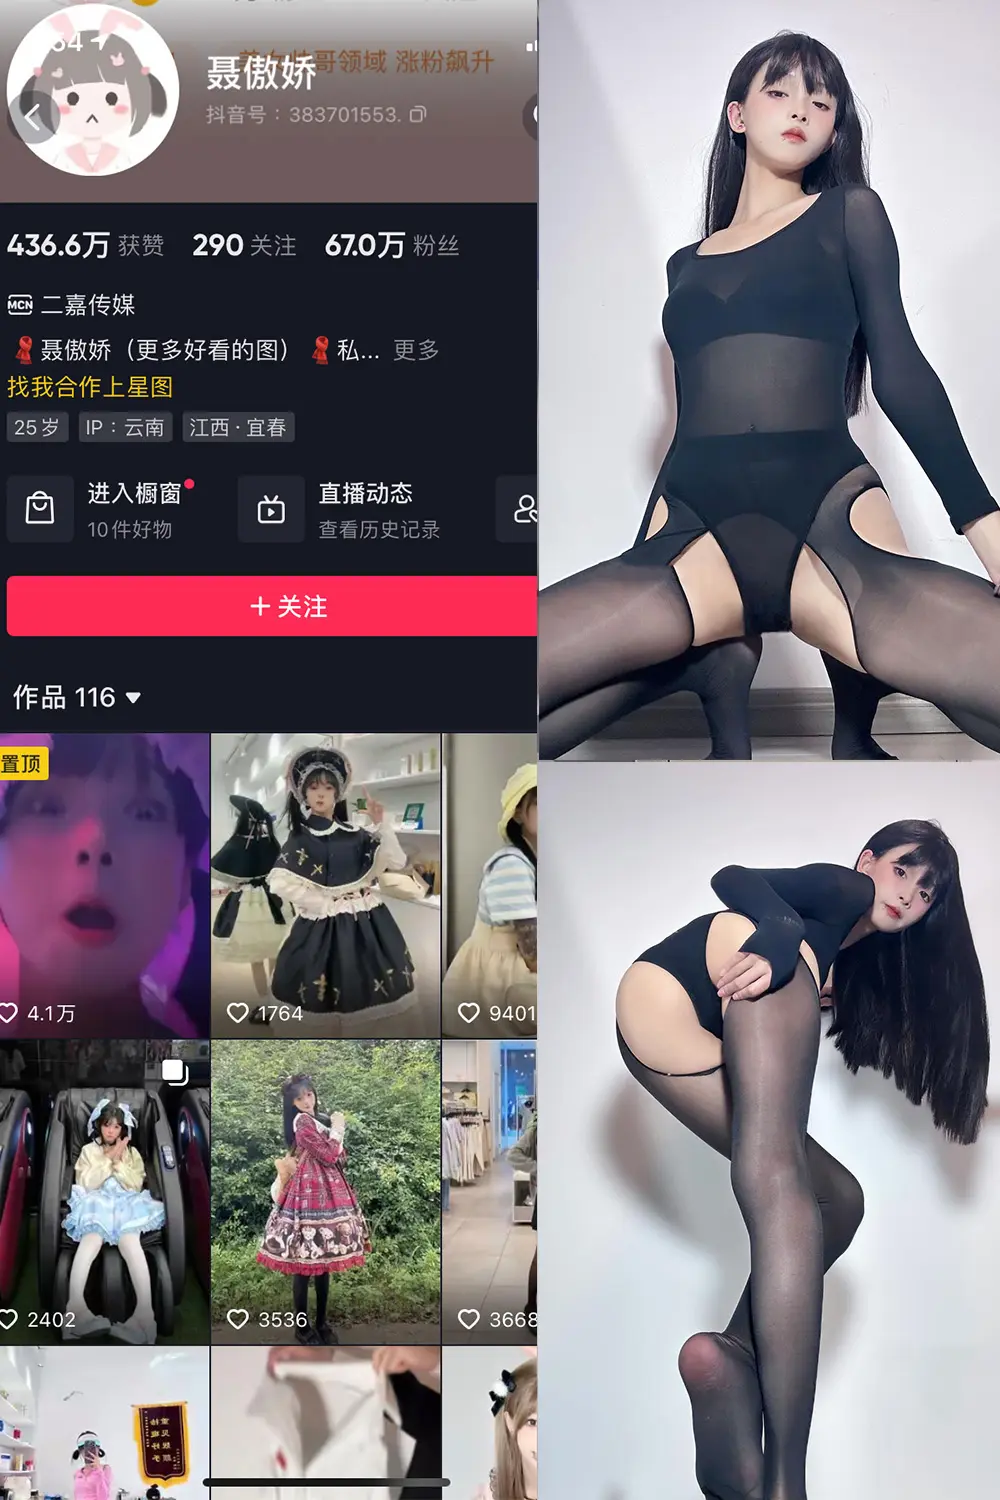 54
聂傲娇
哥领域 涨粉飙升
抖音号：383701553.
436.6万 获赞 290 关注 67.0万 粉丝
MCN 二嘉传媒
聂傲娇（更多好看的图） 私... 更多
找我合作上星图
25岁 IP：云南 江西·宜春
进入橱窗
10件好物
直播动态
查看历史记录
+ 关注
作品 116
置顶
4.1万 1764 9401
2402 3536 3668